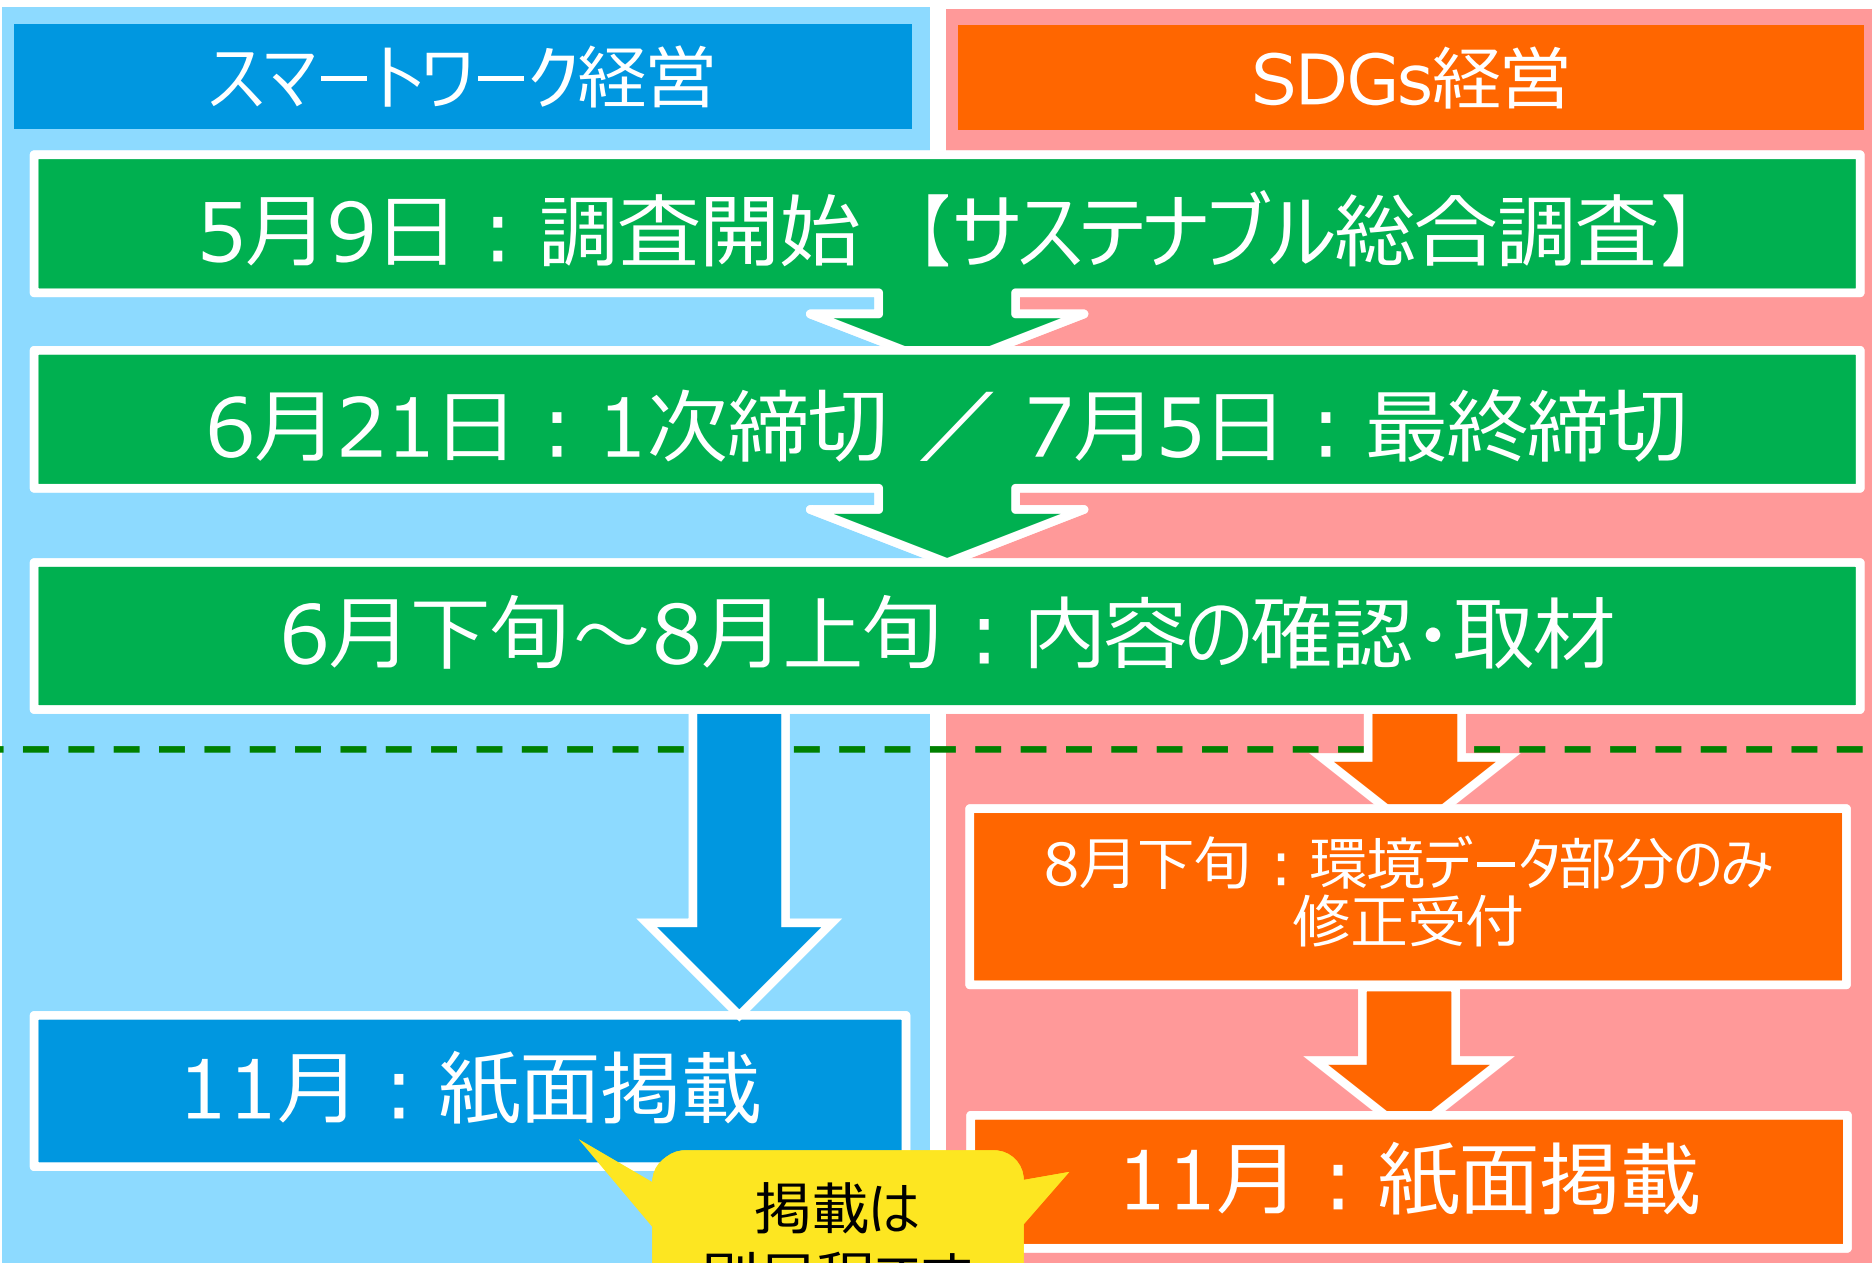 スマートワーク経営
SDGs経営
5月9日：調査開始 【サステナブル総合調査】
6月21日：1次締切 ／ 7月5日：最終締切
6月下旬～8月上旬：内容の確認・取材
8月下旬：環境データ部分のみ
修正受付
11月：紙面掲載
11月：紙面掲載
掲載は
別日程です